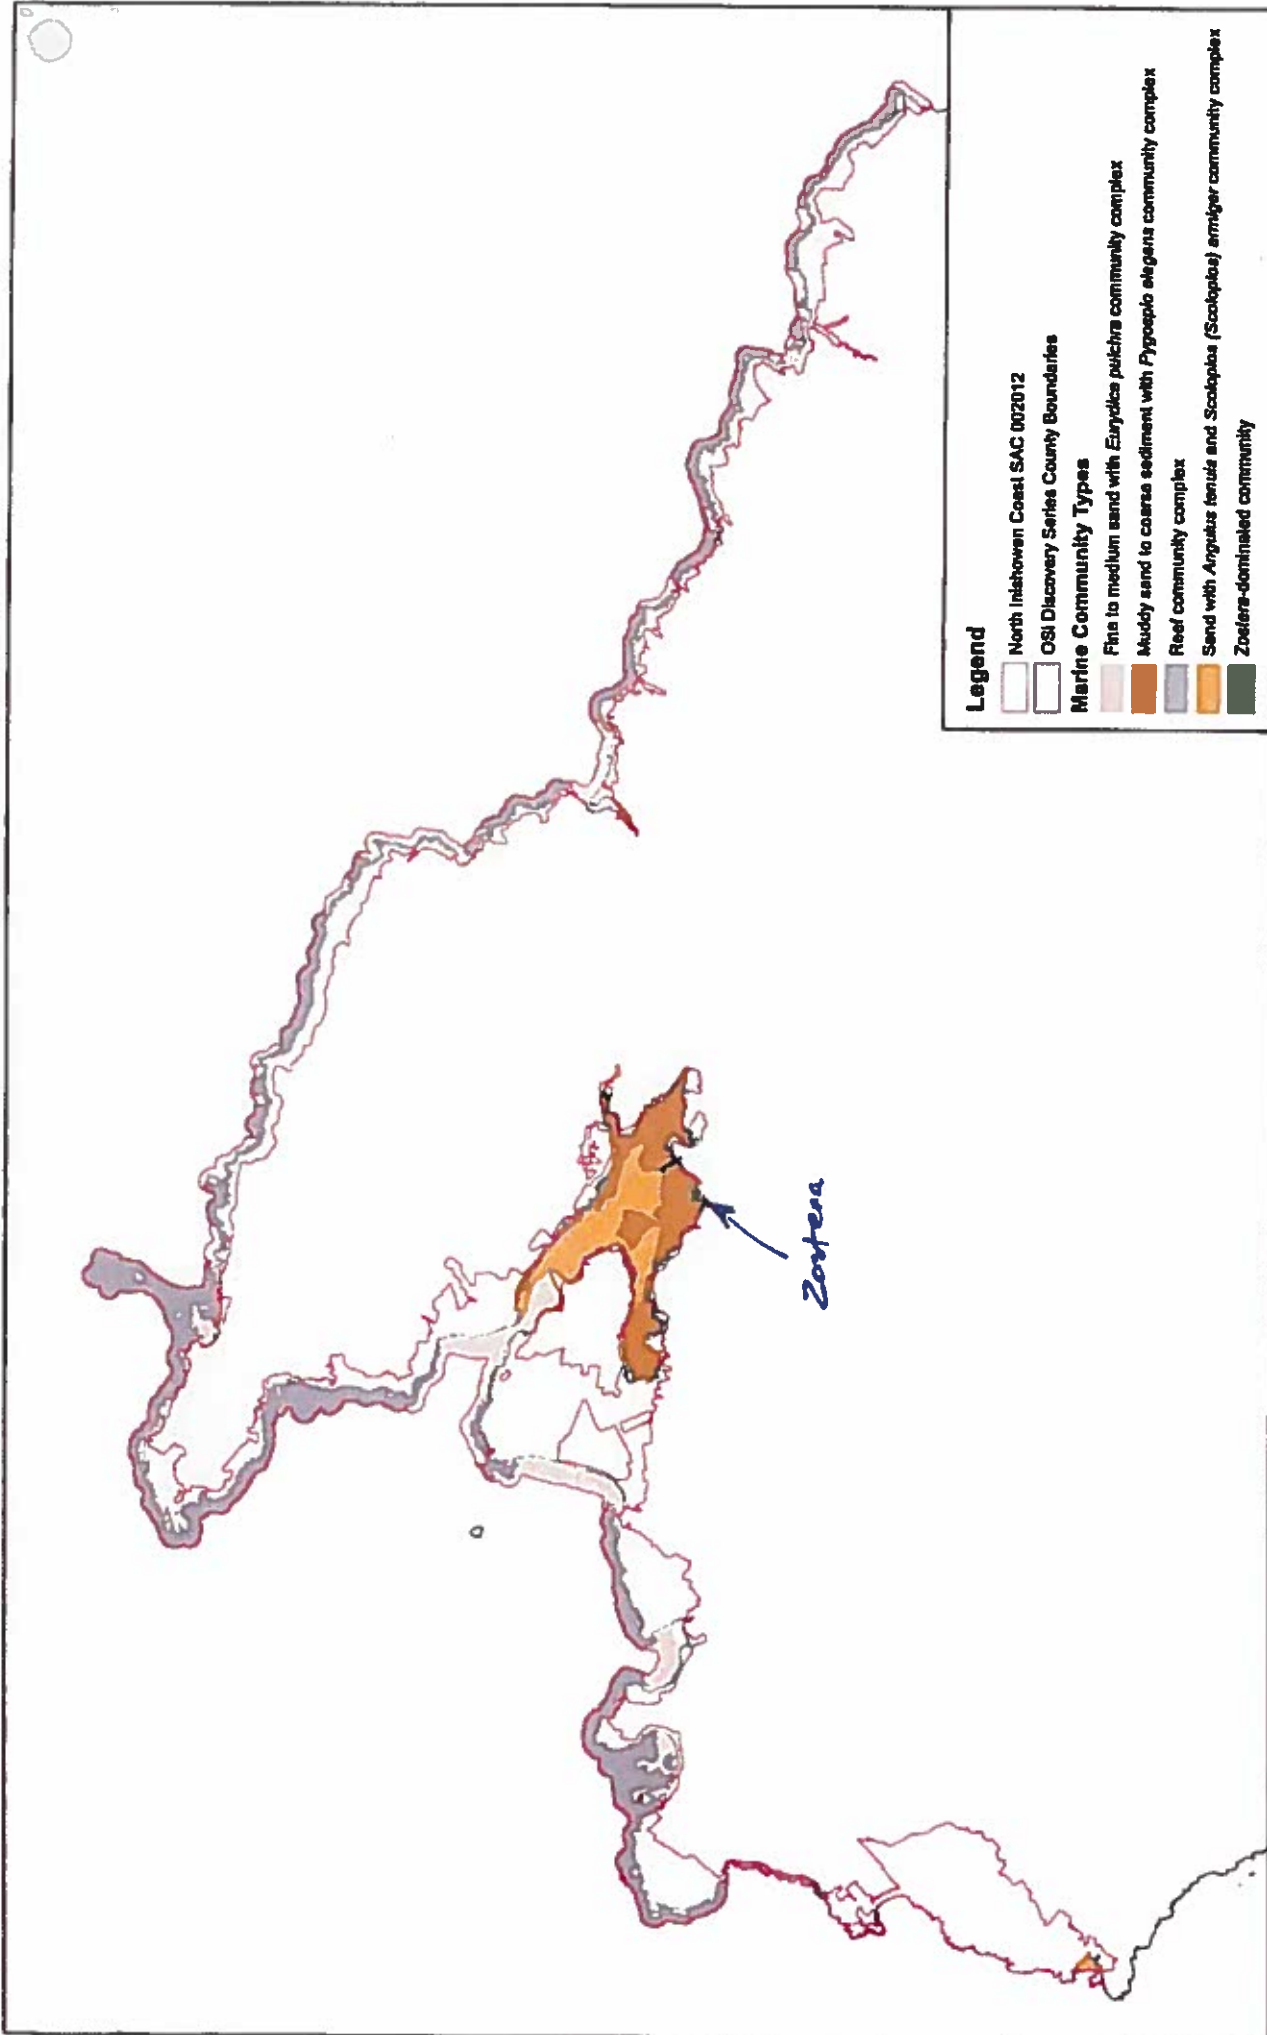 Legend
North Inishowen Coast SAC 002012
OSI Discovery Series County Boundaries
Marine Community Types
Fine to medium sand with Eurydice pulchra community complex
Muddy sand to coarse sediment with Pygospio elegans community complex
Reef community complex
Sand with Angulus tenuis and Scoloplos (Scoloplos) armiger community complex
Zostera-dominated community
Zostera